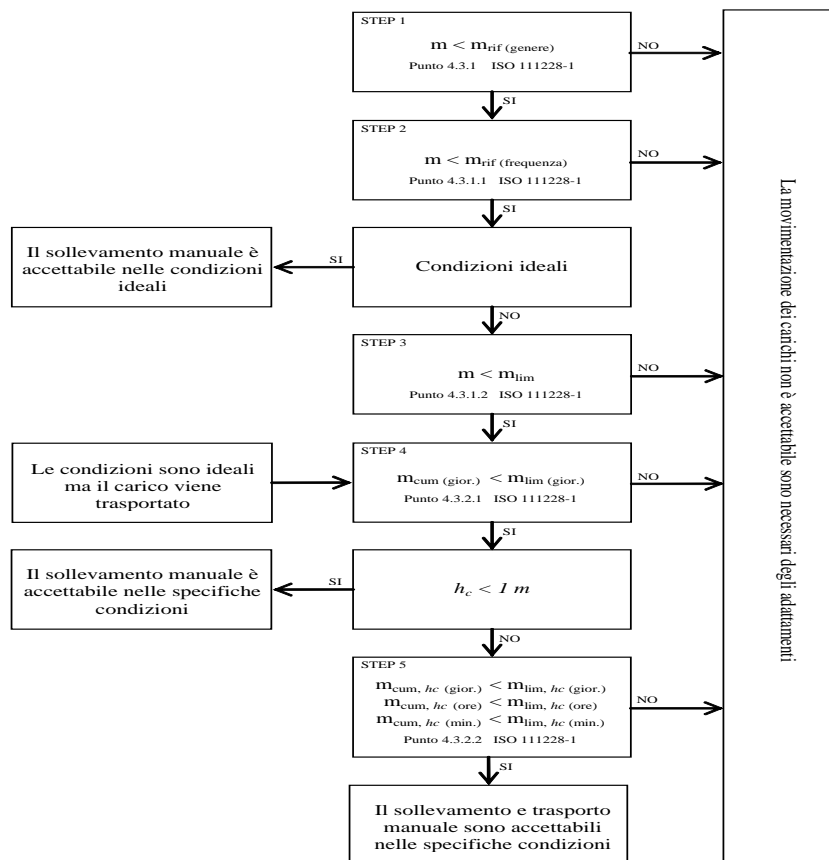 STEP 1
m < mrif (genere)
Punto 4.3.1 ISO 111228-1
NO
SI
STEP 2
m < mrif (frequenza)
Punto 4.3.1.1 ISO 111228-1
NO
SI
Il sollevamento manuale è
accettabile nelle condizioni
ideali
SI
Condizioni ideali
NO
STEP 3
m < mlim
Punto 4.3.1.2 ISO 111228-1
NO
SI
Le condizioni sono ideali
ma il carico viene
trasportato
STEP 4
mcum (gior.) < mlim (gior.)
Punto 4.3.2.1 ISO 111228-1
NO
SI
Il sollevamento manuale è
accettabile nelle specifiche
condizioni
SI
hc < 1 m
NO
STEP 5
mcum, hc (gior.) < mlim, hc (gior.)
mcum, hc (ore) < mlim, hc (ore)
mcum, hc (min.) < mlim, hc (min.)
Punto 4.3.2.2 ISO 111228-1
NO
SI
Il sollevamento e trasporto
manuale sono accettabili
nelle specifiche condizioni
La movimentazione dei carichi non è accettabile sono necessari degli adattamenti